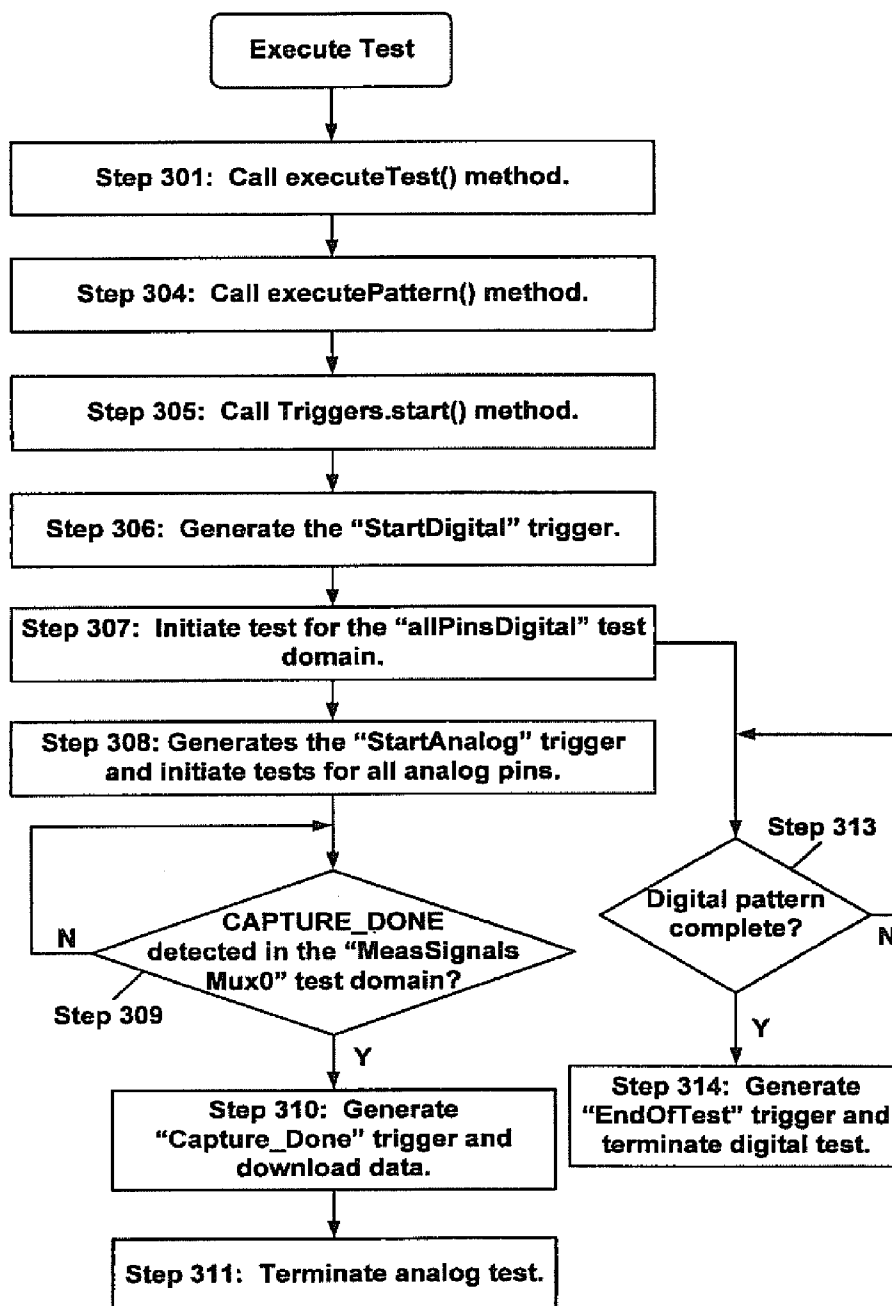 Execute Test
Step 301: Call executeTest() method.
Step 304: Call executePattern() method.
Step 305: Call Triggers.start() method.
Step 306: Generate the “StartDigital” trigger.
Step 307: Initiate test for the “allPinsDigital” test
domain.
Step 308: Generates the “StartAnalog” trigger
and initiate tests for all analog pins.
Step 313
Digital pattern
complete?
N
CAPTURE_DONE
detected in the “MeasSignals
Mux0” test domain?
N
Step 309
Y
Y
Step 310: Generate
“Capture_Done” trigger and
download data.
Step 314: Generate
“EndOfTest” trigger and
terminate digital test.
Step 311: Terminate analog test.